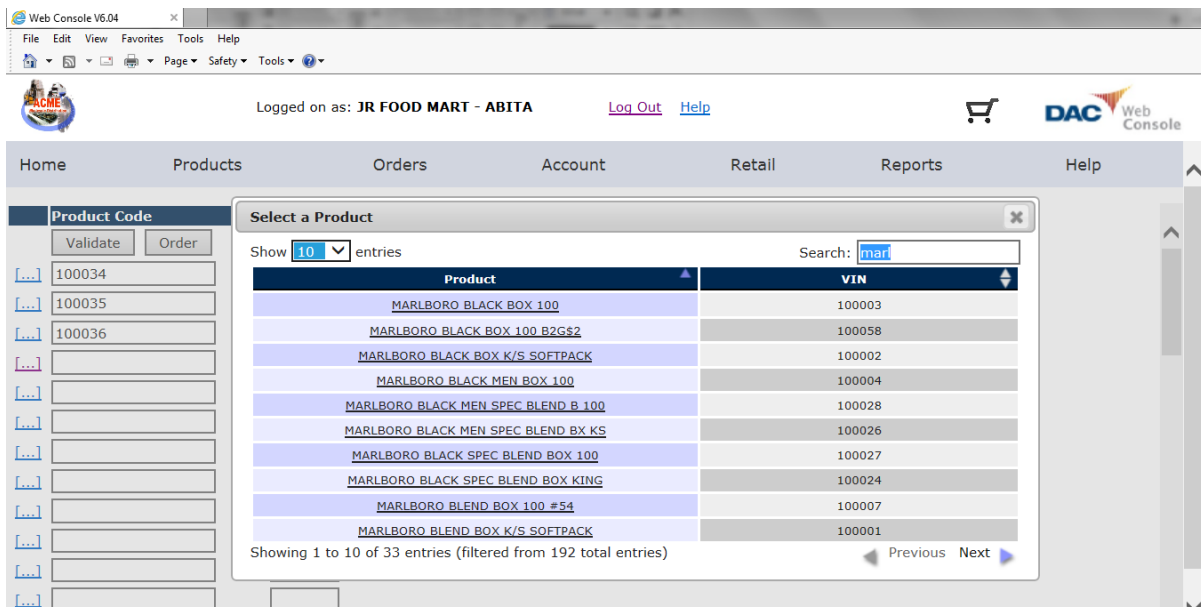 Web Console V6.04
File Edit View Favorites Tools Help
Page Safety Tools
ACME
Logged on as: JR FOOD MART - ABITA Log Out Help
DAC Web Console
Home Products Orders Account Retail Reports Help
Product Code
Select a Product
Validate Order
Show 10 entries Search: marl
Product VIN
[...] 100034
[...] 100035
[...] 100036
[...]
[...]
[...]
[...]
[...]
[...]
[...]
[...]
[...]
MARLBORO BLACK BOX 100 100003
MARLBORO BLACK BOX 100 B2G$2 100058
MARLBORO BLACK BOX K/S SOFTPACK 100002
MARLBORO BLACK MEN BOX 100 100004
MARLBORO BLACK MEN SPEC BLEND B 100 100028
MARLBORO BLACK MEN SPEC BLEND BX KS 100026
MARLBORO BLACK SPEC BLEND BOX 100 100027
MARLBORO BLACK SPEC BLEND BOX KING 100024
MARLBORO BLEND BOX 100 #54 100007
MARLBORO BLEND BOX K/S SOFTPACK 100001
Showing 1 to 10 of 33 entries (filtered from 192 total entries) Previous Next